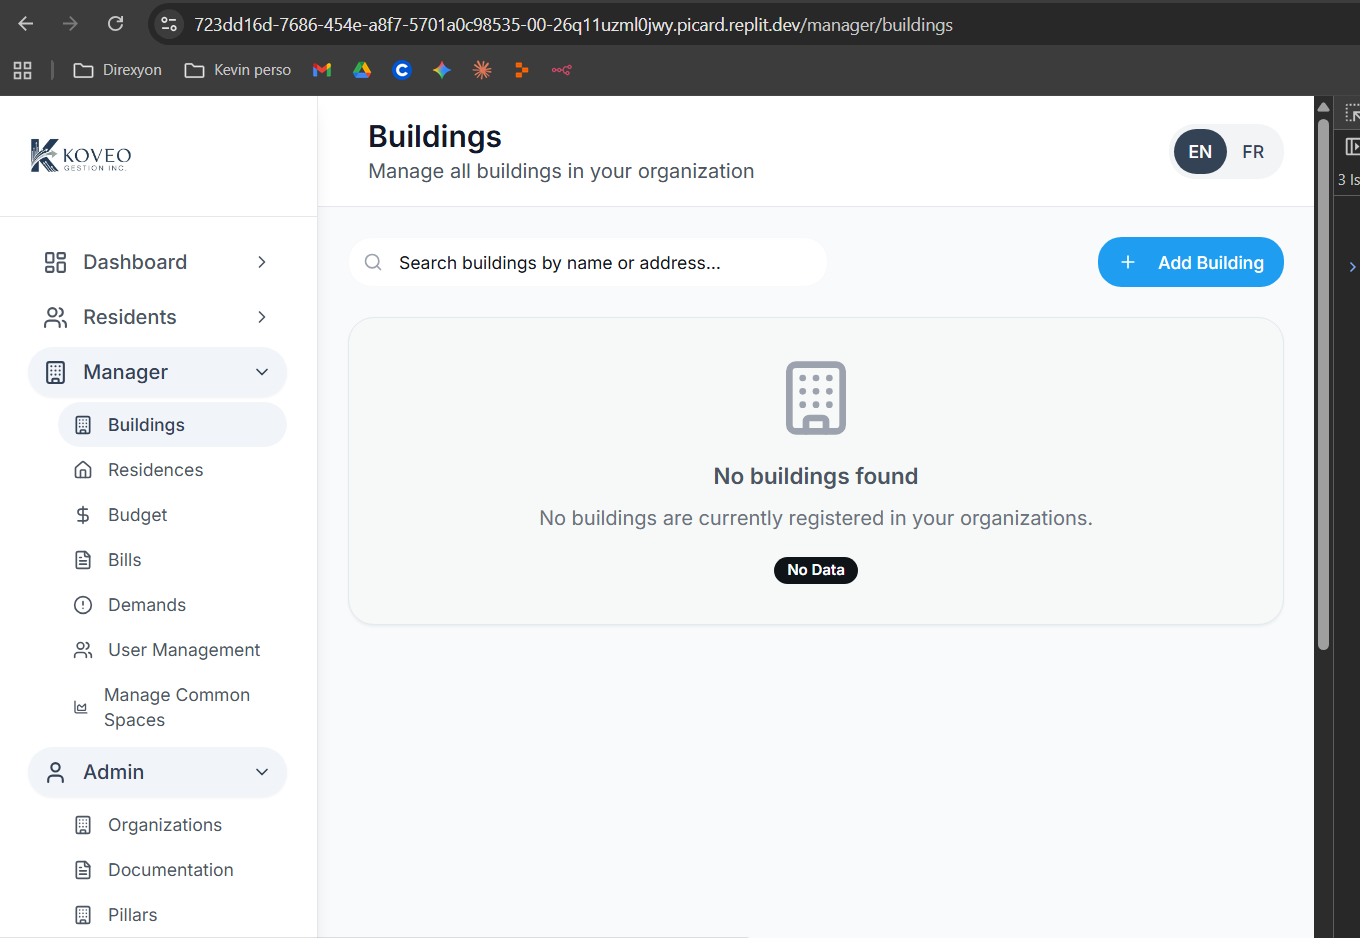 723dd16d-7686-454e-a8f7-5701a0c98535-00-26q11uzml0jwy.picard.replit.dev/manager/buildings
Direxyon
Kevin perso
KOVEO
GESTION INC.
Buildings
Manage all buildings in your organization
EN
FR
3 Is
Dashboard
Residents
Manager
Buildings
Residences
Budget
Bills
Demands
User Management
Manage Common
Spaces
Admin
Organizations
Documentation
Pillars
Search buildings by name or address...
+ Add Building
No buildings found
No buildings are currently registered in your organizations.
No Data